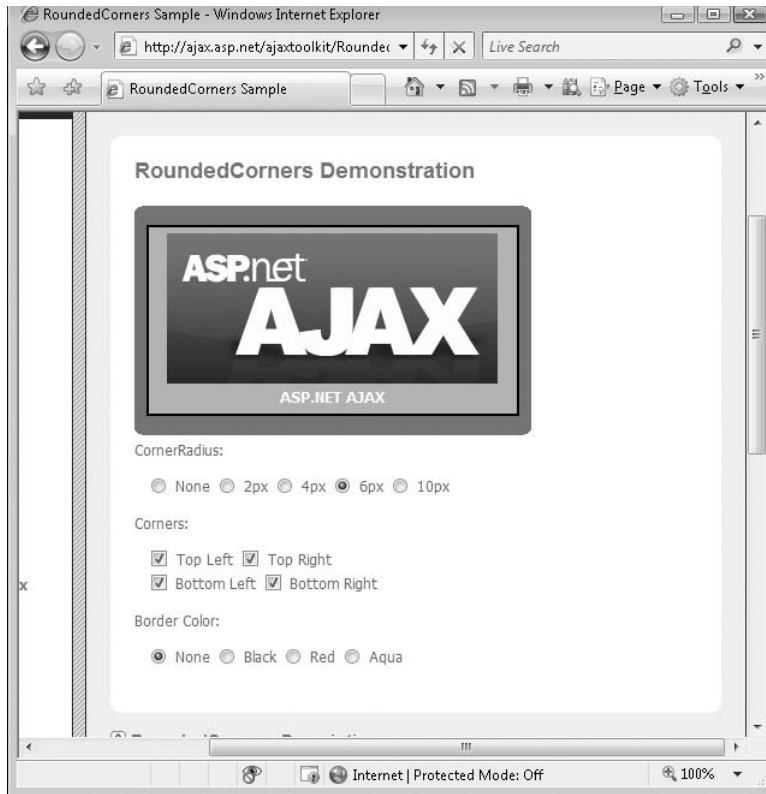 RoundedCorners Sample - Windows Internet Explorer
http://ajax.asp.net/ajaxtoolkit/Rounde
Live Search
RoundedCorners Sample
Page
Tools
RoundedCorners Demonstration
ASP.net
AJAX
ASP.NET AJAX
CornerRadius:
None 2px 4px 6px 10px
Corners:
Top Left Top Right
x
Bottom Left Bottom Right
Border Color:
None Black Red Aqua
Internet | Protected Mode: Off
100%